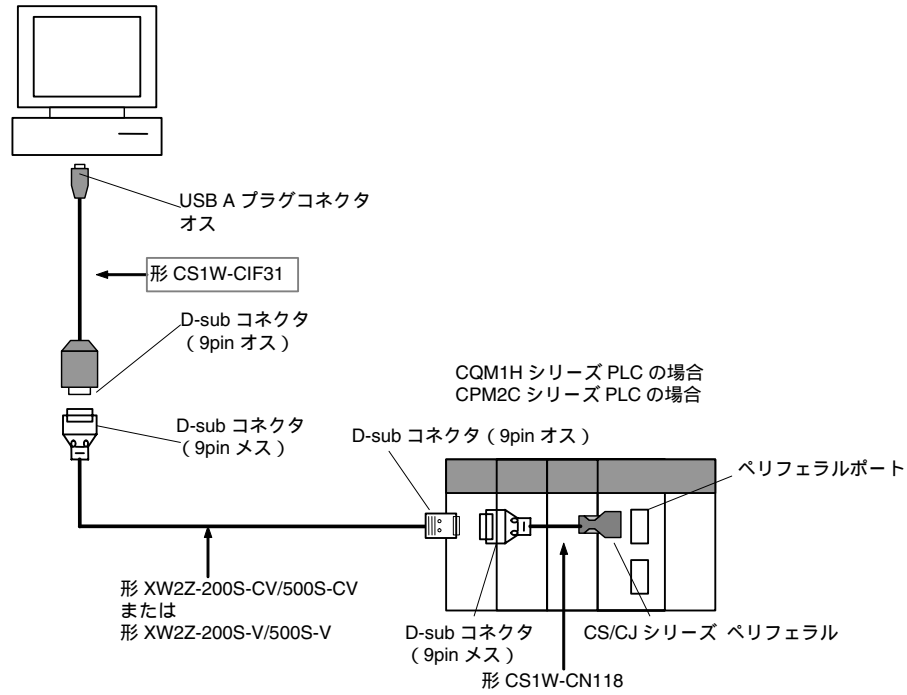 USB A プラグコネクタ
オス
形 CS1W-CIF31
D-sub コネクタ
（9pin オス）
CQM1H シリーズ PLC の場合
CPM2C シリーズ PLC の場合
D-sub コネクタ
（9pin メス）
D-sub コネクタ（9pin オス）
ペリフェラルポート
形 XW2Z-200S-CV/500S-CV
または
形 XW2Z-200S-V/500S-V
D-sub コネクタ
（9pin メス）
CS/CJ シリーズ ペリフェラル
形 CS1W-CN118